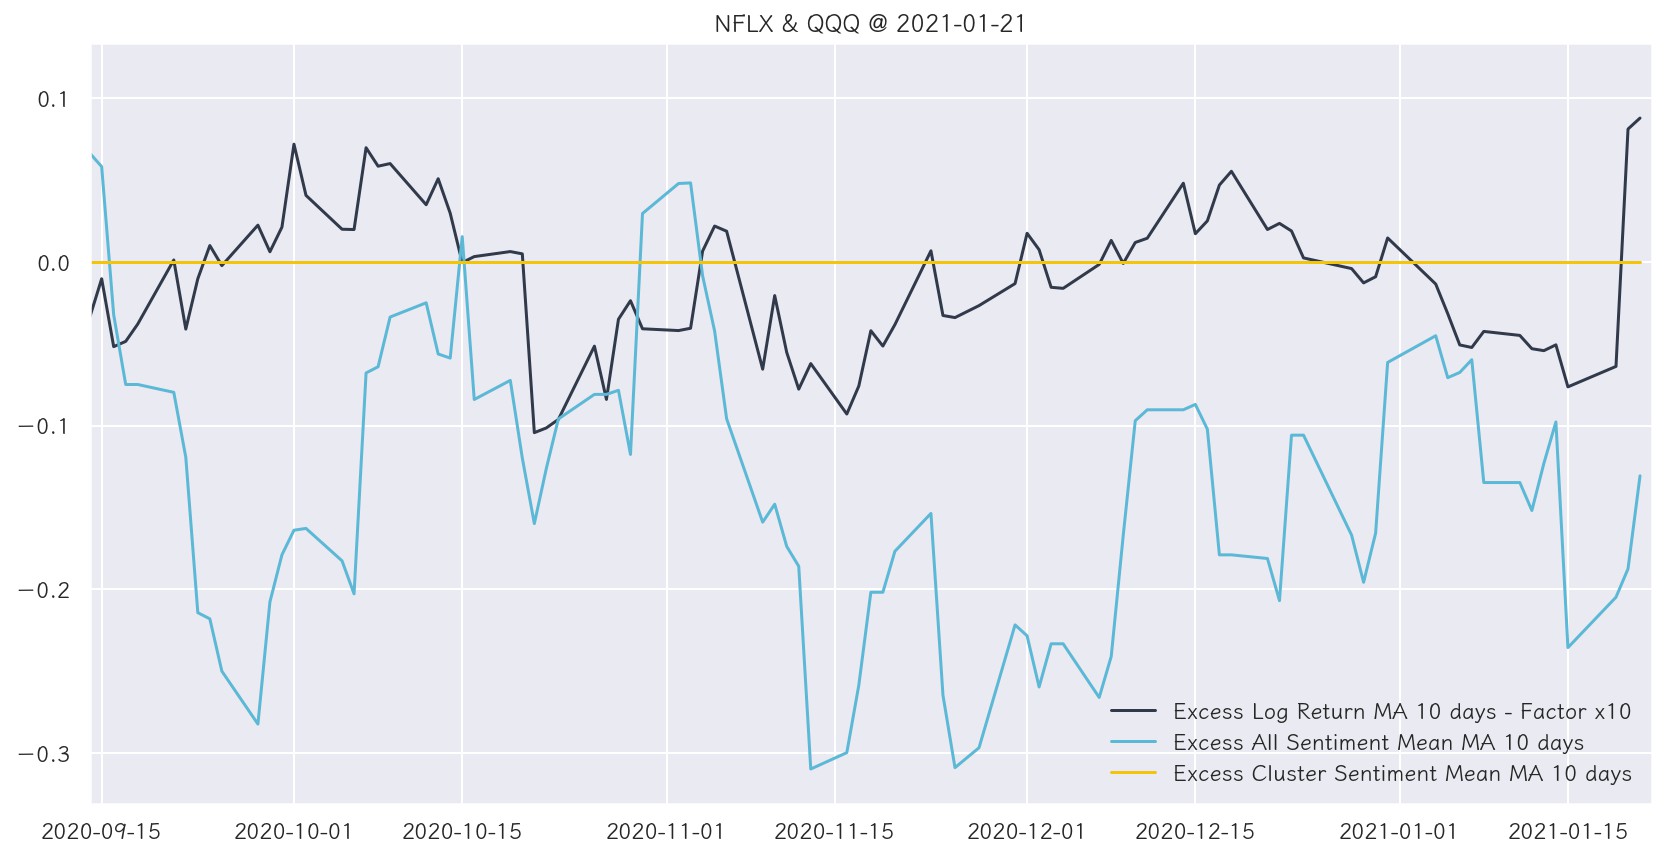 NFLX & QQQ @ 2021-01-21
0.1
0.0
−0.1
−0.2
−0.3
Excess Log Return MA 10 days - Factor x10
Excess All Sentiment Mean MA 10 days
Excess Cluster Sentiment Mean MA 10 days
2020-09-15 2020-10-01 2020-10-15 2020-11-01 2020-11-15 2020-12-01 2020-12-15 2021-01-01 2021-01-15